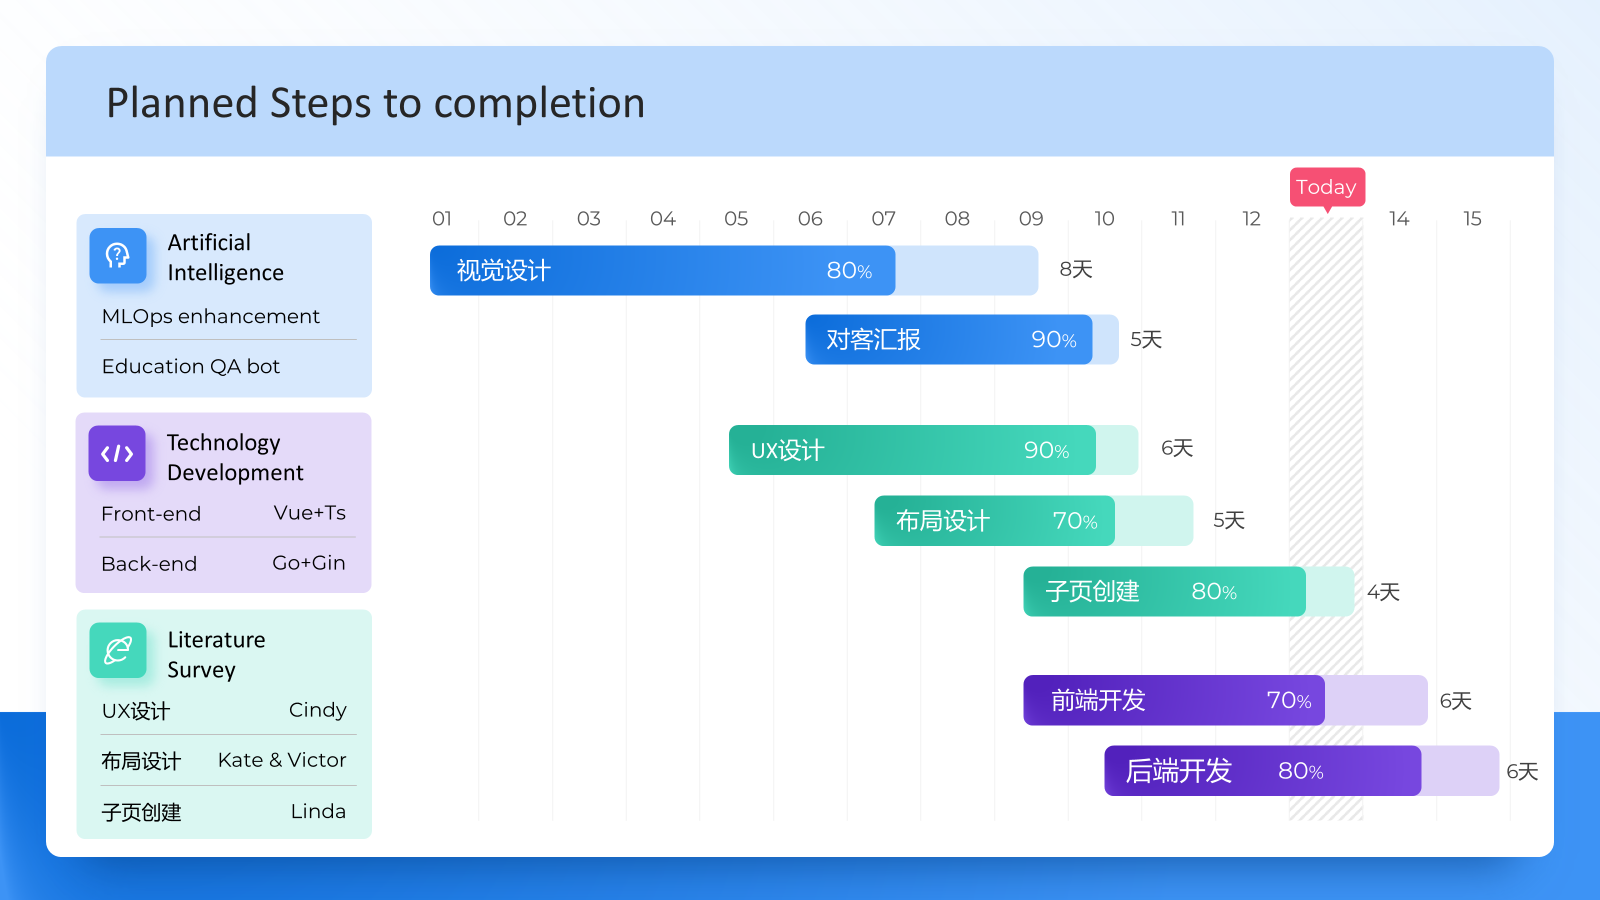 Planned Steps to completion
Today
01 02 03 04 05 06 07 08 09 10 11 12 14 15
Artificial
Intelligence
MLOps enhancement
Education QA bot
Technology
Development
Front-end Vue+Ts
Back-end Go+Gin
Literature
Survey
UX设计 Cindy
布局设计 Kate & Victor
子页创建 Linda
视觉设计 80% 8天
对客汇报 90% 5天
UX设计 90% 6天
布局设计 70% 5天
子页创建 80% 4天
前端开发 70% 6天
后端开发 80% 6天